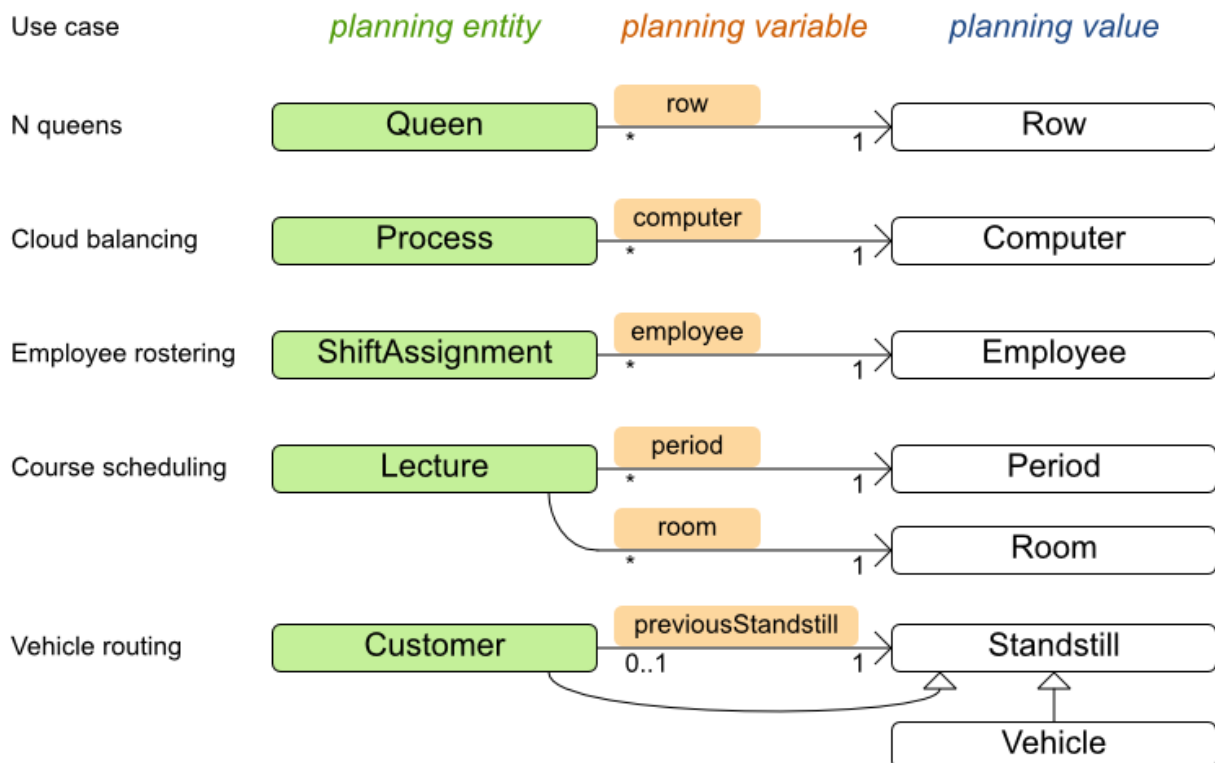 Use case planning entity planning variable planning value
row
N queens Queen Row
* 1
computer
Cloud balancing Process Computer
* 1
employee
Employee rostering ShiftAssignment Employee
* 1
period
Course scheduling Lecture Period
* 1
room
Room
* 1
previousStandstill
Vehicle routing Customer Standstill
0..1 1
Vehicle